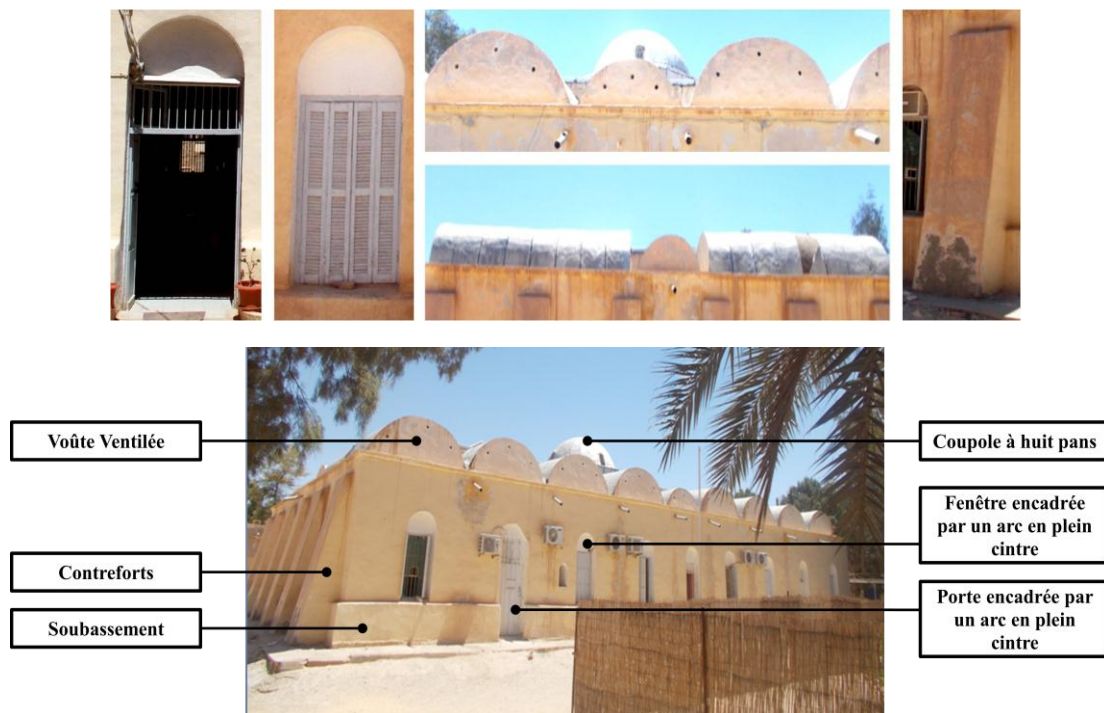 Voûte Ventilée
Contreforts
Soubassement
Coupole à huit pans
Fenêtre encadrée
par un arc en plein
cintre
Porte encadrée par
un arc en plein
cintre